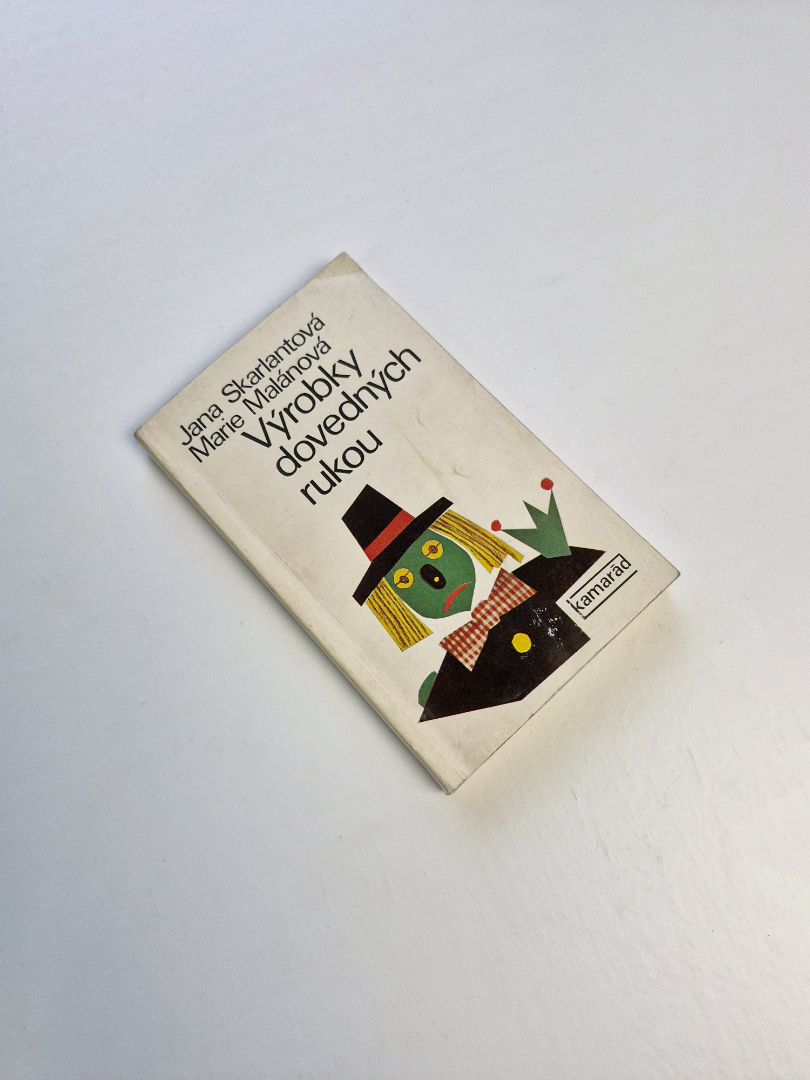 Jana Skarlantová
Marie Malánová
Výrobky
dovedných
rukou
kamarád